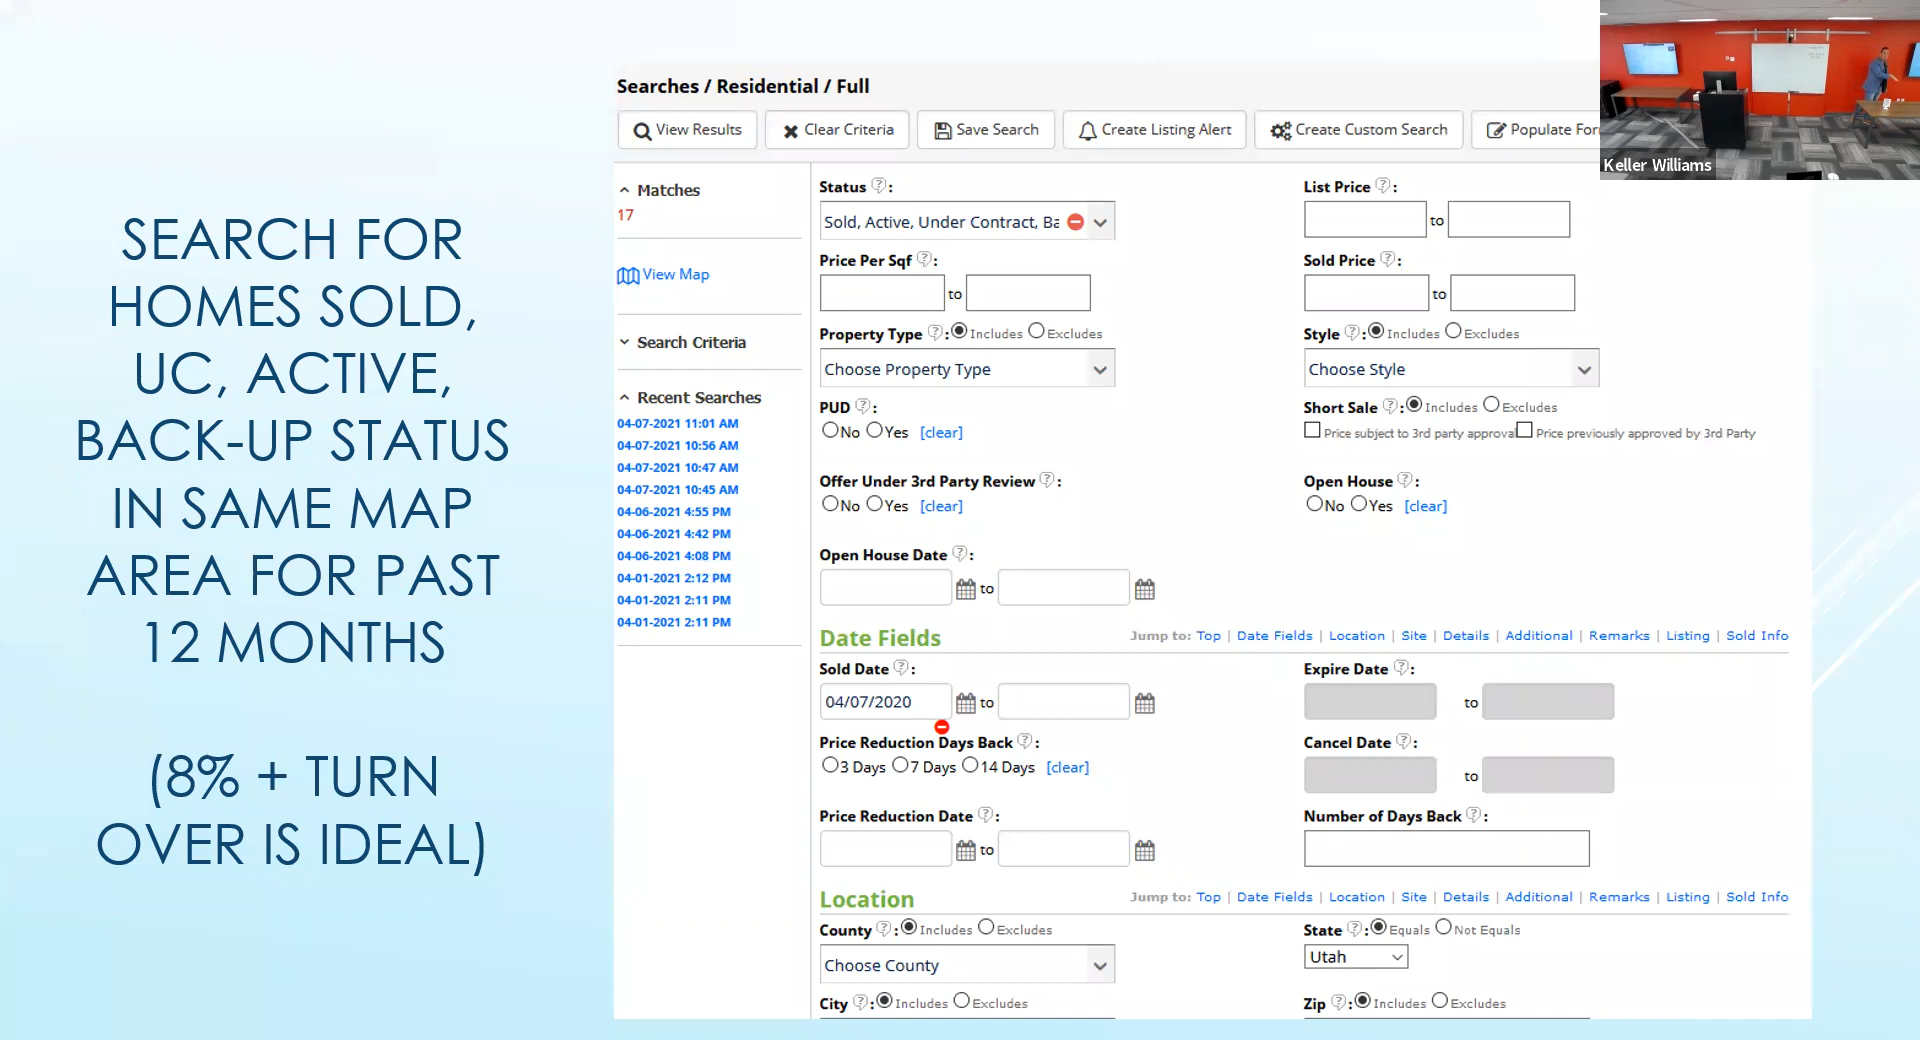 SEARCH FOR
HOMES SOLD,
UC, ACTIVE,
BACK-UP STATUS
IN SAME MAP
AREA FOR PAST
12 MONTHS
(8% + TURN
OVER IS IDEAL)
Searches / Residential / Full
View Results Clear Criteria Save Search Create Listing Alert Create Custom Search Populate For
Matches
17
View Map
Search Criteria
Recent Searches
04-07-2021 11:01 AM
04-07-2021 10:56 AM
04-07-2021 10:47 AM
04-07-2021 10:45 AM
04-06-2021 4:55 PM
04-06-2021 4:42 PM
04-06-2021 4:08 PM
04-01-2021 2:12 PM
04-01-2021 2:11 PM
04-01-2021 2:11 PM
Status ?: List Price ?:
Sold, Active, Under Contract, Ba to
Price Per Sqf ?: Sold Price ?:
to to
Property Type ?: Includes Excludes Style ?: Includes Excludes
Choose Property Type Choose Style
PUD ?: Short Sale ?: Includes Excludes
No Yes [clear] Price subject to 3rd party approval Price previously approved by 3rd Party
Offer Under 3rd Party Review ?: Open House ?:
No Yes [clear] No Yes [clear]
Open House Date ?:
to
Date Fields Jump to: Top | Date Fields | Location | Site | Details | Additional | Remarks | Listing | Sold Info
Sold Date ?: Expire Date ?:
04/07/2020 to to
Price Reduction Days Back ?: Cancel Date ?:
3 Days 7 Days 14 Days [clear] to
Price Reduction Date ?: Number of Days Back ?:
to
Location Jump to: Top | Date Fields | Location | Site | Details | Additional | Remarks | Listing | Sold Info
County ?: Includes Excludes State ?: Equals Not Equals
Choose County Utah
City ?: Includes Excludes Zip ?: Includes Excludes
Keller Williams